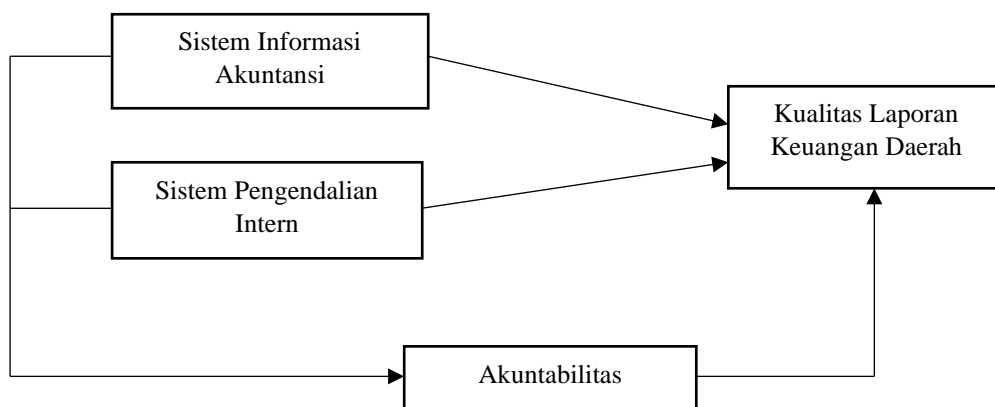 Sistem Informasi
Akuntansi
Kualitas Laporan
Keuangan Daerah
Sistem Pengendalian
Intern
Akuntabilitas